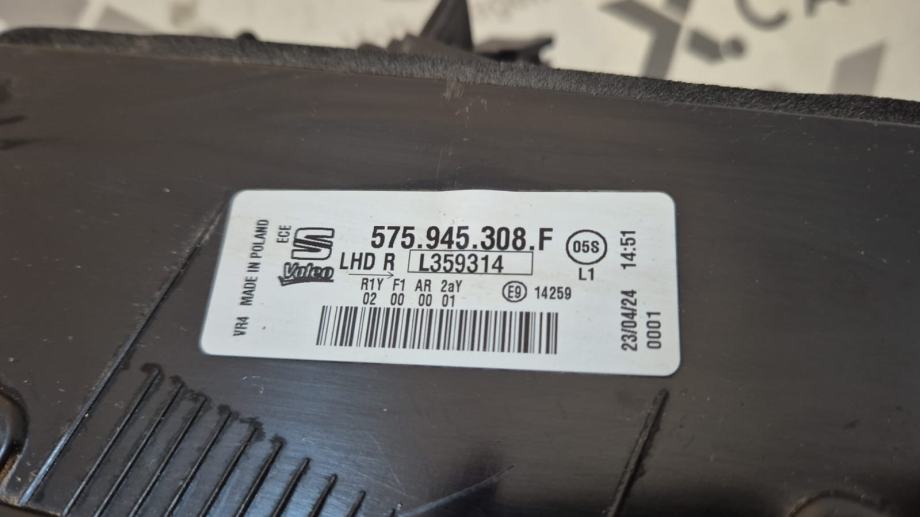 575.945.308.F
LHD R L359314
R1Y F1 AR 2aY
02 00 00 01
E9 14259
05S
L1
ECE
Valeo
VR4 MADE IN POLAND
23/04/24 14:51
0001
CA